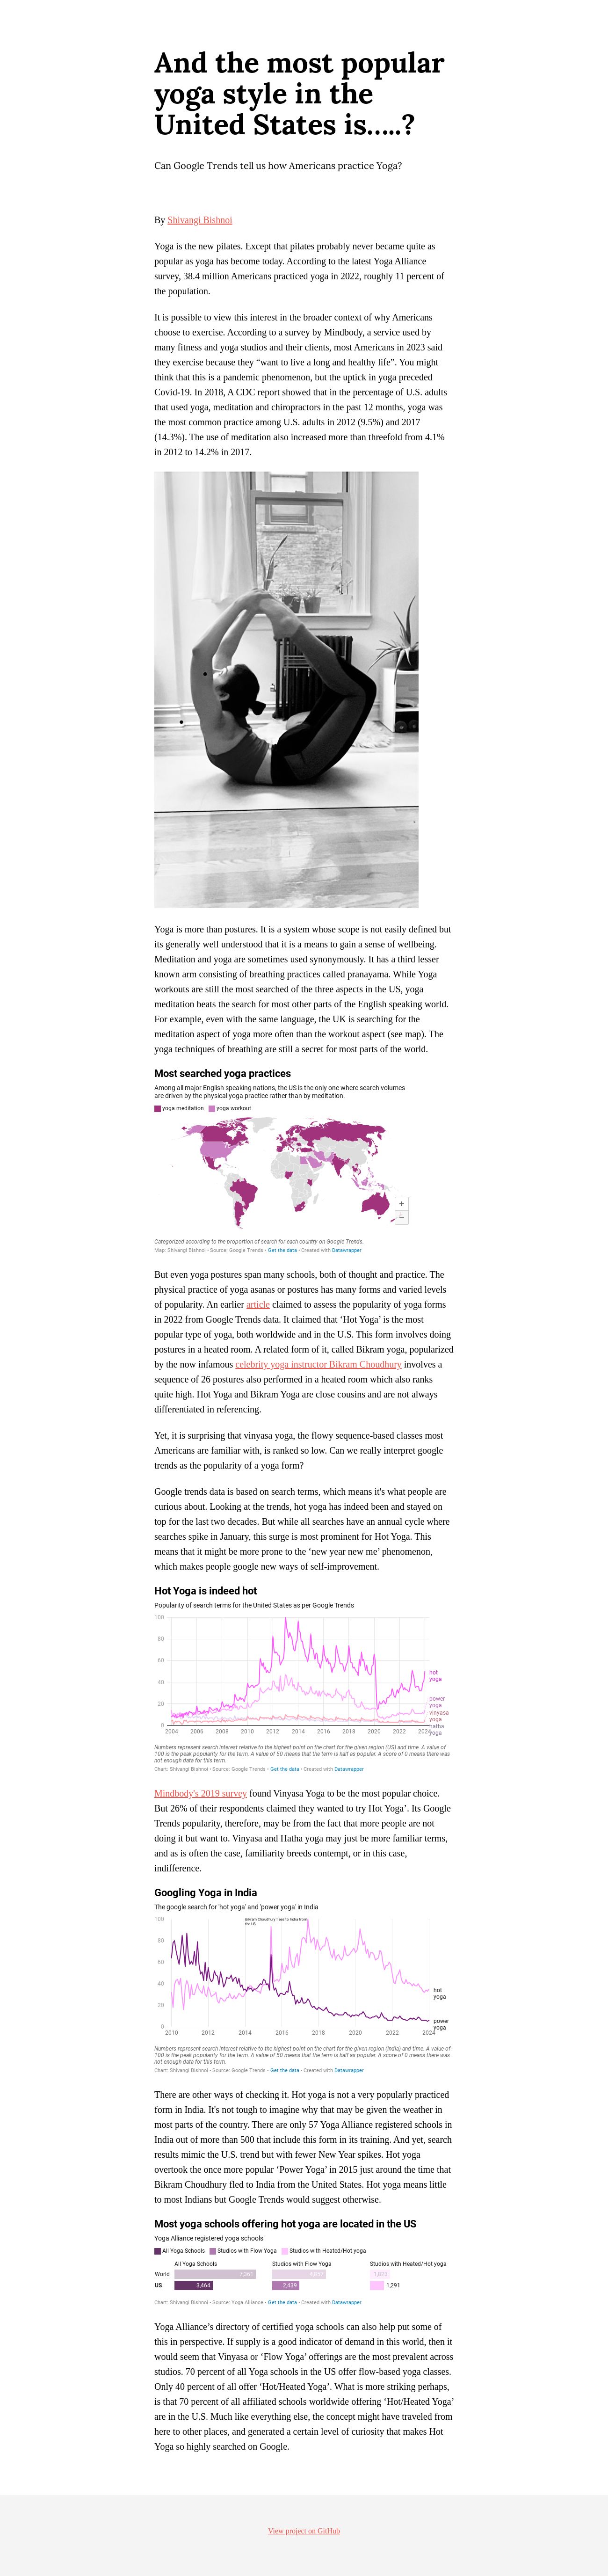 And the most popular
yoga style in the
United States is…..?
Can Google Trends tell us how Americans practice Yoga?
By Shivangi Bishnoi
Yoga is the new pilates. Except that pilates probably never became quite as
popular as yoga has become today. According to the latest Yoga Alliance
survey, 38.4 million Americans practiced yoga in 2022, roughly 11 percent of
the population.
It is possible to view this interest in the broader context of why Americans
choose to exercise. According to a survey by Mindbody, a service used by
many fitness and yoga studios and their clients, most Americans in 2023 said
they exercise because they “want to live a long and healthy life”. You might
think that this is a pandemic phenomenon, but the uptick in yoga preceded
Covid-19. In 2018, A CDC report showed that in the percentage of U.S. adults
that used yoga, meditation and chiropractors in the past 12 months, yoga was
the most common practice among U.S. adults in 2012 (9.5%) and 2017
(14.3%). The use of meditation also increased more than threefold from 4.1%
in 2012 to 14.2% in 2017.
Yoga is more than postures. It is a system whose scope is not easily defined but
its generally well understood that it is a means to gain a sense of wellbeing.
Meditation and yoga are sometimes used synonymously. It has a third lesser
known arm consisting of breathing practices called pranayama. While Yoga
workouts are still the most searched of the three aspects in the US, yoga
meditation beats the search for most other parts of the English speaking world.
For example, even with the same language, the UK is searching for the
meditation aspect of yoga more often than the workout aspect (see map). The
yoga techniques of breathing are still a secret for most parts of the world.
Most searched yoga practices
Among all major English speaking nations, the US is the only one where search volumes
are driven by the physical yoga practice rather than by meditation.
yoga meditation yoga workout
+
−
Categorized according to the proportion of search for each country on Google Trends.
Map: Shivangi Bishnoi • Source: Google Trends • Get the data • Created with Datawrapper
But even yoga postures span many schools, both of thought and practice. The
physical practice of yoga asanas or postures has many forms and varied levels
of popularity. An earlier article claimed to assess the popularity of yoga forms
in 2022 from Google Trends data. It claimed that ‘Hot Yoga’ is the most
popular type of yoga, both worldwide and in the U.S. This form involves doing
postures in a heated room. A related form of it, called Bikram yoga, popularized
by the now infamous celebrity yoga instructor Bikram Choudhury involves a
sequence of 26 postures also performed in a heated room which also ranks
quite high. Hot Yoga and Bikram Yoga are close cousins and are not always
differentiated in referencing.
Yet, it is surprising that vinyasa yoga, the flowy sequence-based classes most
Americans are familiar with, is ranked so low. Can we really interpret google
trends as the popularity of a yoga form?
Google trends data is based on search terms, which means it's what people are
curious about. Looking at the trends, hot yoga has indeed been and stayed on
top for the last two decades. But while all searches have an annual cycle where
searches spike in January, this surge is most prominent for Hot Yoga. This
means that it might be more prone to the ‘new year new me’ phenomenon,
which makes people google new ways of self-improvement.
Hot Yoga is indeed hot
Popularity of search terms for the United States as per Google Trends
100
80
60
40
20
0
hot
yoga
power
yoga
vinyasa
yoga
hatha
yoga
2004 2006 2008 2010 2012 2014 2016 2018 2020 2022 2024
Numbers represent search interest relative to the highest point on the chart for the given region (US) and time. A value of
100 is the peak popularity for the term. A value of 50 means that the term is half as popular. A score of 0 means there was
not enough data for this term.
Chart: Shivangi Bishnoi • Source: Google Trends • Get the data • Created with Datawrapper
Mindbody's 2019 survey found Vinyasa Yoga to be the most popular choice.
But 26% of their respondents claimed they wanted to try Hot Yoga’. Its Google
Trends popularity, therefore, may be from the fact that more people are not
doing it but want to. Vinyasa and Hatha yoga may just be more familiar terms,
and as is often the case, familiarity breeds contempt, or in this case,
indifference.
Googling Yoga in India
The google search for 'hot yoga' and 'power yoga' in India
Bikram Choudhury flees to India from
the US
100
80
60
40
20
0
hot
yoga
power
yoga
2010 2012 2014 2016 2018 2020 2022 2024
Numbers represent search interest relative to the highest point on the chart for the given region (India) and time. A value of
100 is the peak popularity for the term. A value of 50 means that the term is half as popular. A score of 0 means there was
not enough data for this term.
Chart: Shivangi Bishnoi • Source: Google Trends • Get the data • Created with Datawrapper
There are other ways of checking it. Hot yoga is not a very popularly practiced
form in India. It's not tough to imagine why that may be given the weather in
most parts of the country. There are only 57 Yoga Alliance registered schools in
India out of more than 500 that include this form in its training. And yet, search
results mimic the U.S. trend but with fewer New Year spikes. Hot yoga
overtook the once more popular ‘Power Yoga’ in 2015 just around the time that
Bikram Choudhury fled to India from the United States. Hot yoga means little
to most Indians but Google Trends would suggest otherwise.
Most yoga schools offering hot yoga are located in the US
Yoga Alliance registered yoga schools
All Yoga Schools Studios with Flow Yoga Studios with Heated/Hot yoga
All Yoga Schools Studios with Flow Yoga Studios with Heated/Hot yoga
World
US 3,464 2,439 1,291
Chart: Shivangi Bishnoi • Source: Yoga Alliance • Get the data • Created with Datawrapper
Yoga Alliance’s directory of certified yoga schools can also help put some of
this in perspective. If supply is a good indicator of demand in this world, then it
would seem that Vinyasa or ‘Flow Yoga’ offerings are the most prevalent across
studios. 70 percent of all Yoga schools in the US offer flow-based yoga classes.
Only 40 percent of all offer ‘Hot/Heated Yoga’. What is more striking perhaps,
is that 70 percent of all affiliated schools worldwide offering ‘Hot/Heated Yoga’
are in the U.S. Much like everything else, the concept might have traveled from
here to other places, and generated a certain level of curiosity that makes Hot
Yoga so highly searched on Google.
View project on GitHub